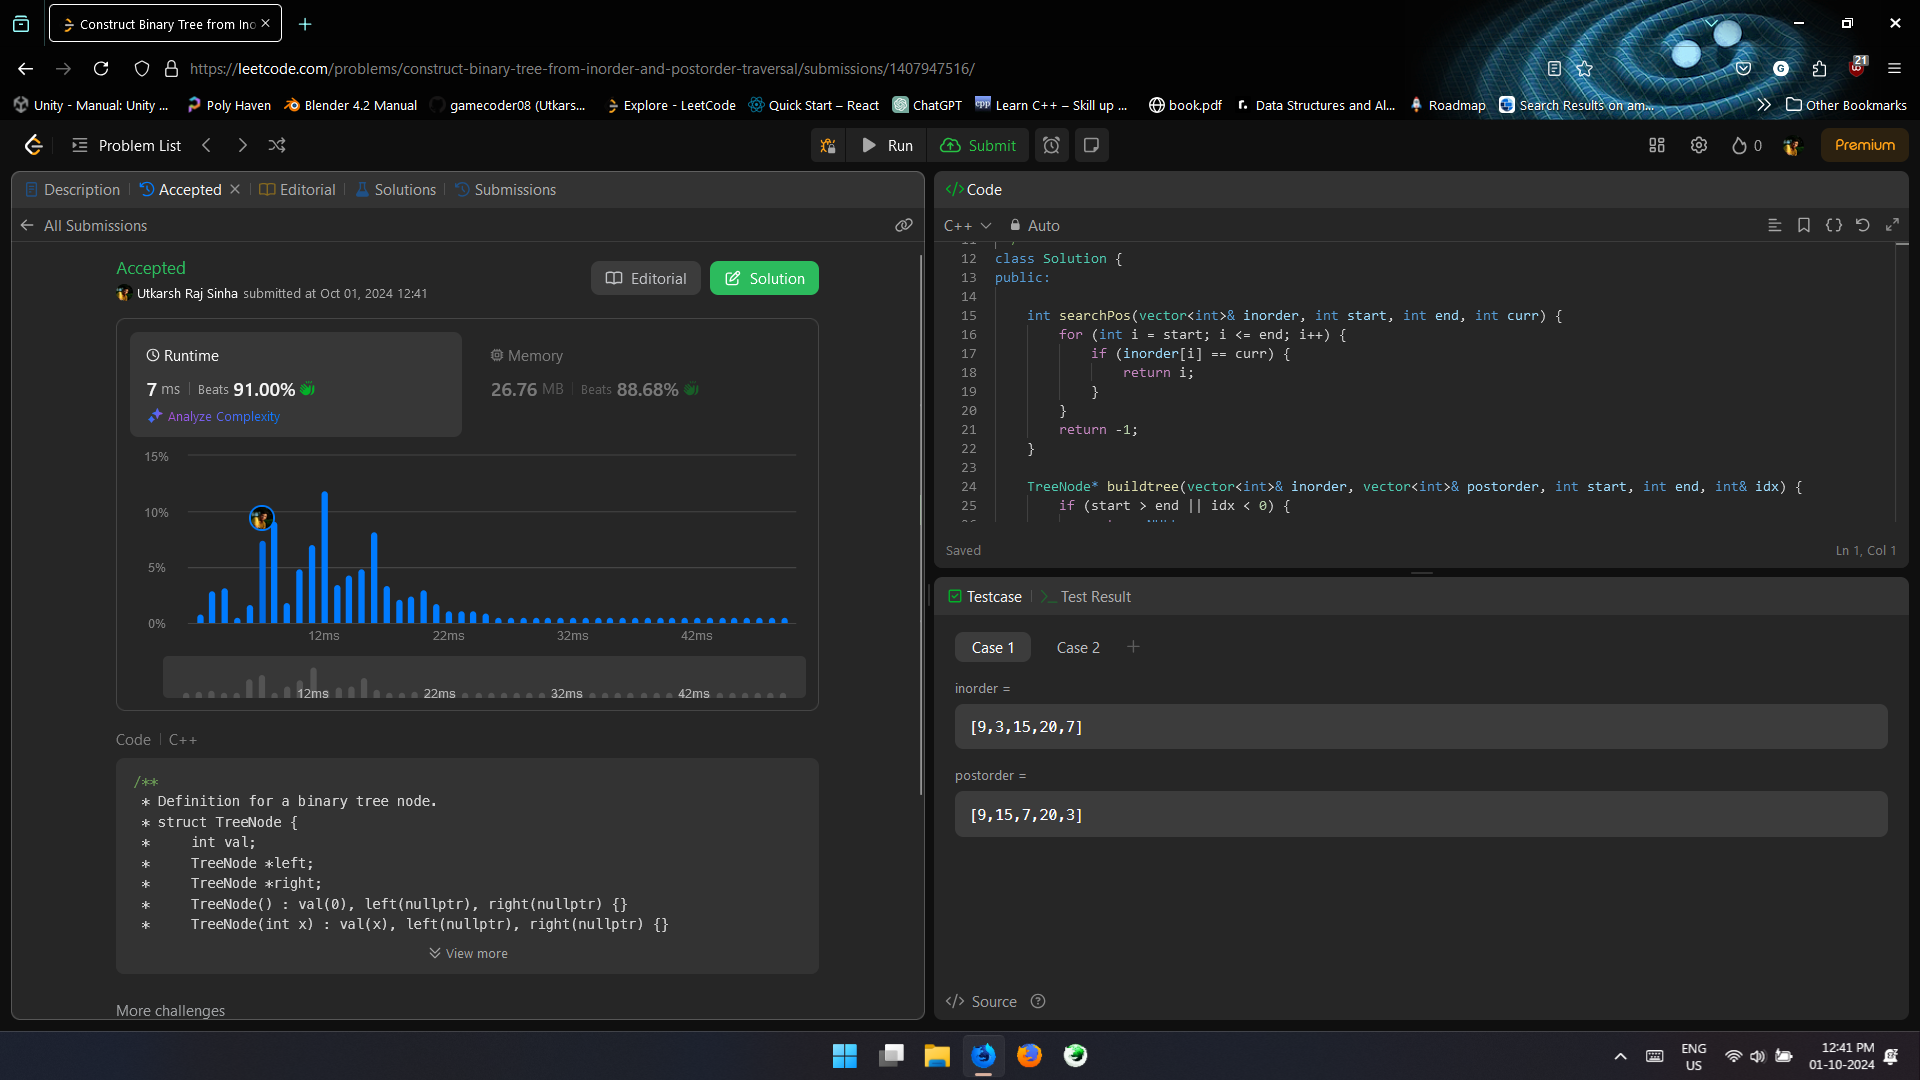 Construct Binary Tree from Ino
https://leetcode.com/problems/construct-binary-tree-from-inorder-and-postorder-traversal/submissions/1407947516/
21
Unity - Manual: Unity ...
Poly Haven
Blender 4.2 Manual
gamecoder08 (Utkars...
Explore - LeetCode
Quick Start – React
ChatGPT
Learn C++ – Skill up ...
book.pdf
Data Structures and Al...
Roadmap
Search Results on am...
Other Bookmarks
Problem List
Run
Submit
0
Premium
Description
Accepted
Editorial
Solutions
Submissions
All Submissions
Accepted
Utkarsh Raj Sinha submitted at Oct 01, 2024 12:41
Editorial
Solution
Runtime
7 ms | Beats 91.00%
Analyze Complexity
Memory
26.76 MB | Beats 88.68%
15%
10%
5%
0%
12ms 22ms 32ms 42ms
12ms 22ms 32ms 42ms
Code | C++
/**
* Definition for a binary tree node.
* struct TreeNode {
*     int val;
*     TreeNode *left;
*     TreeNode *right;
*     TreeNode() : val(0), left(nullptr), right(nullptr) {}
*     TreeNode(int x) : val(x), left(nullptr), right(nullptr) {}
View more
More challenges
</> Code
C++
Auto
12 class Solution {
13 public:
14
15     int searchPos(vector<int>& inorder, int start, int end, int curr) {
16         for (int i = start; i <= end; i++) {
17             if (inorder[i] == curr) {
18                 return i;
19             }
20         }
21         return -1;
22     }
23
24     TreeNode* buildtree(vector<int>& inorder, vector<int>& postorder, int start, int end, int& idx) {
25         if (start > end || idx < 0) {
Saved
Ln 1, Col 1
Testcase
Test Result
Case 1
Case 2
inorder =
[9,3,15,20,7]
postorder =
[9,15,7,20,3]
</> Source
ENG
US
12:41 PM
01-10-2024